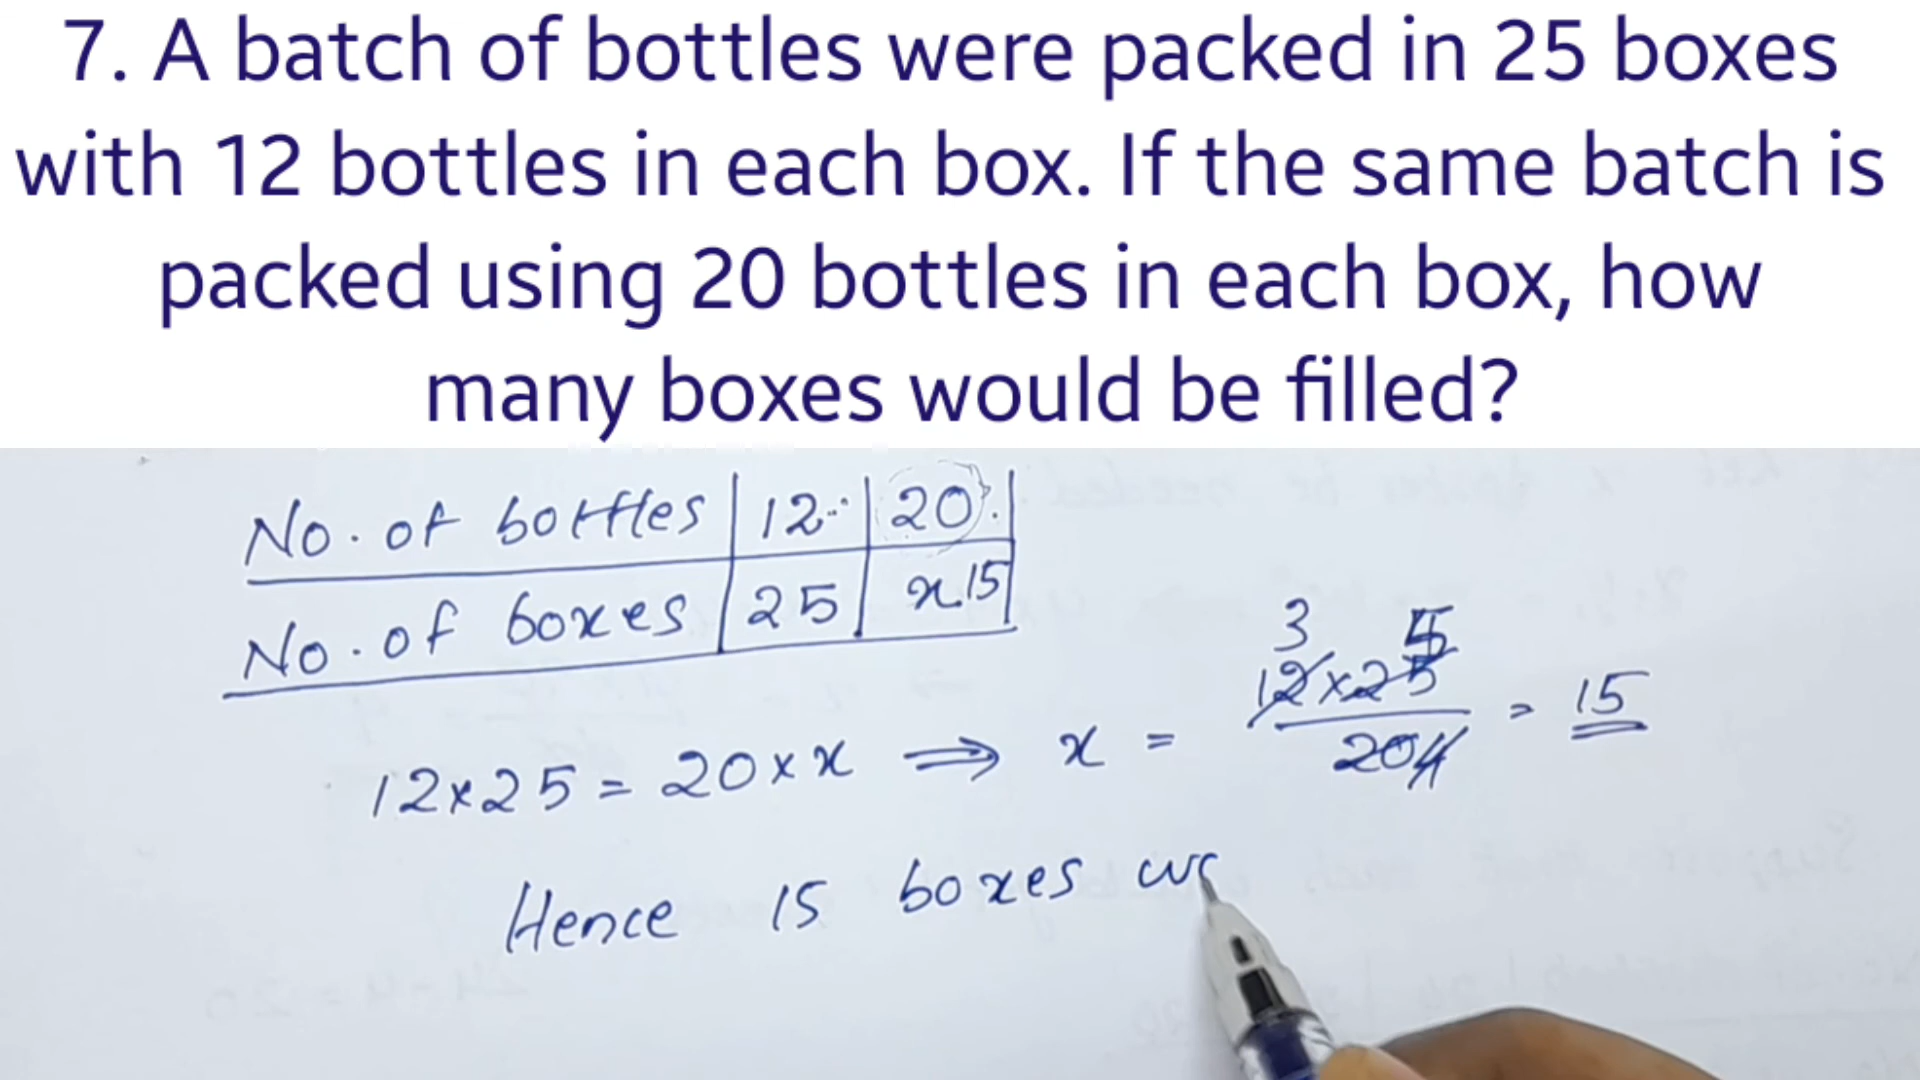 7. A batch of bottles were packed in 25 boxes
with 12 bottles in each box. If the same batch is
packed using 20 bottles in each box, how
many boxes would be filled?
No. of bottles | 12 | 20 |
No. of boxes | 25 | x 15 |
12×25 = 20×x ⟹ x = 12×25 / 20 = 15
3 5
4
Hence 15 boxes wo